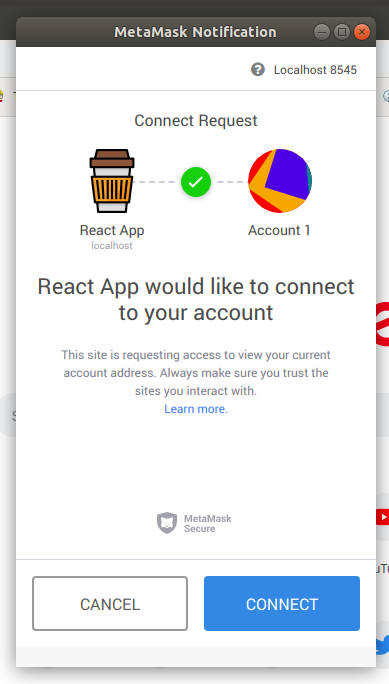 MetaMask Notification
Localhost 8545
Connect Request
React App
localhost
Account 1
React App would like to connect
to your account
This site is requesting access to view your current
account address. Always make sure you trust the
sites you interact with.
Learn more.
MetaMask
Secure
CANCEL
CONNECT